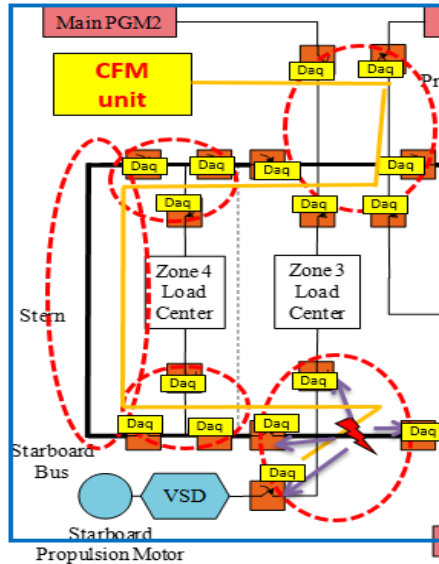 Main PGM2
CFM
unit
Daq
Daq
Pr
Daq
Daq
Daq
Daq
Daq
Daq
Daq
Zone 4
Load
Center
Zone 3
Load
Center
Stern
Daq
Daq
Daq
Daq
Daq
Daq
Starboard
Bus
Daq
VSD
Starboard
Propulsion Motor